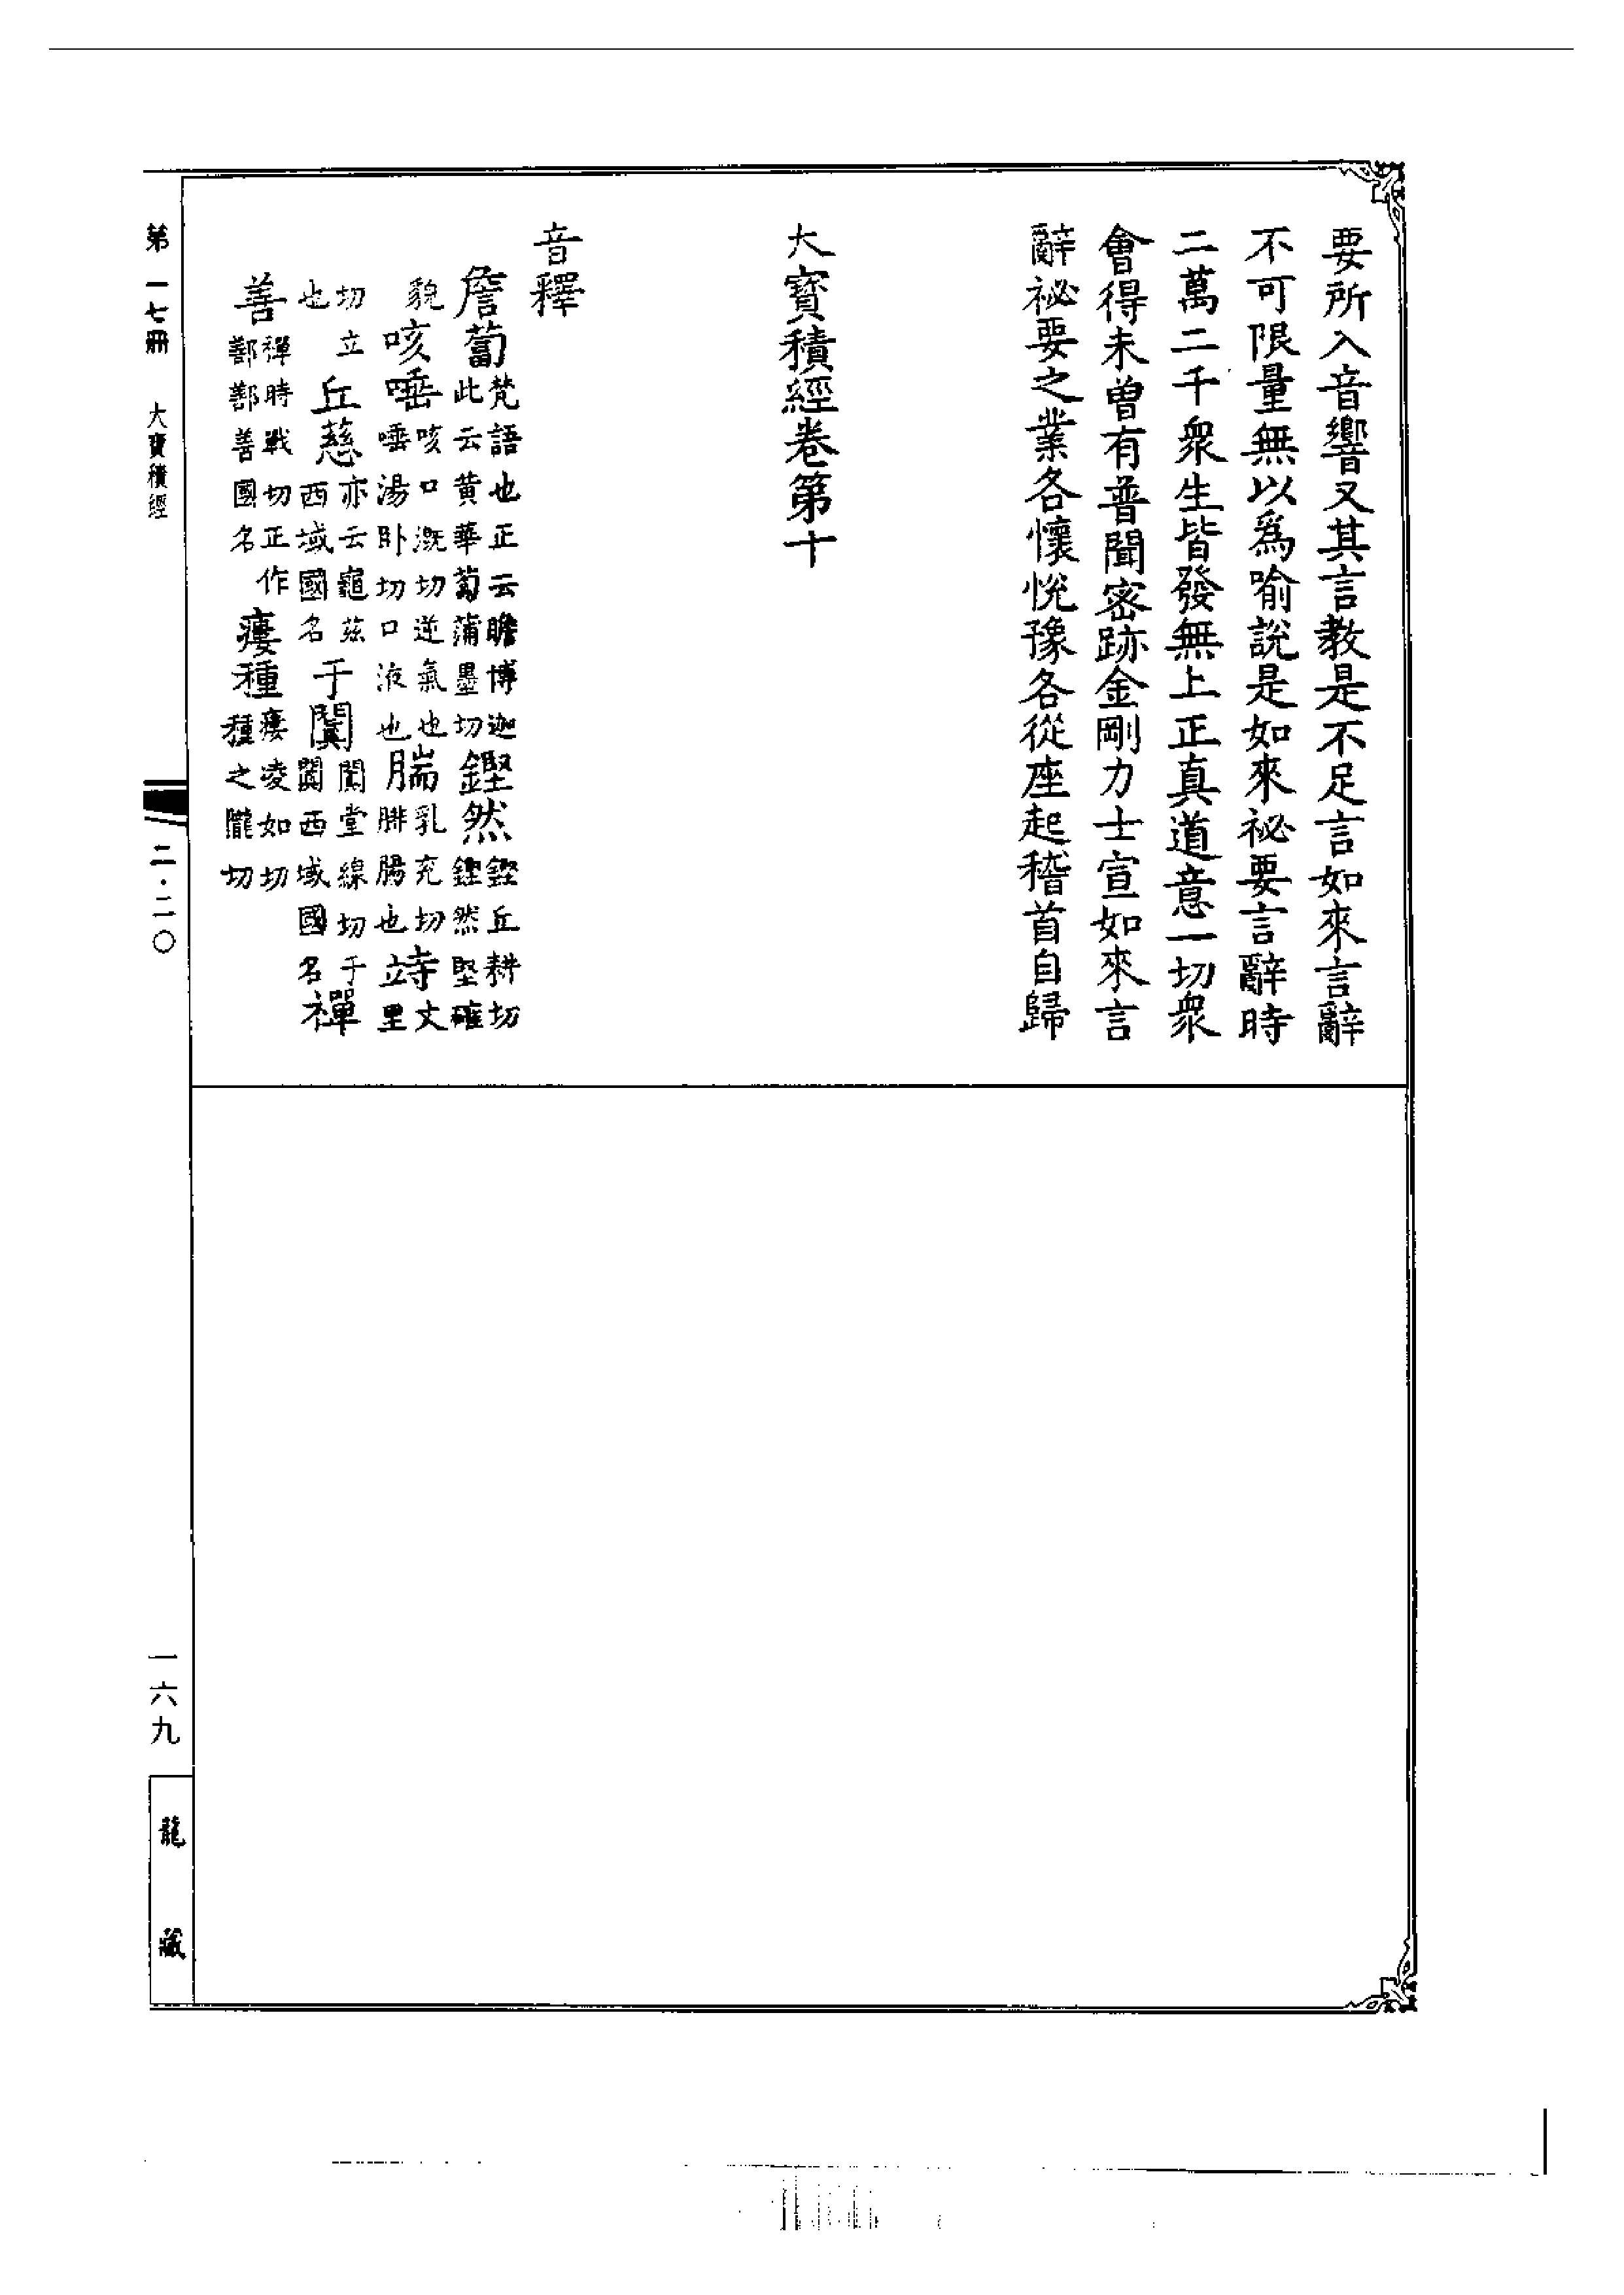 要所入音響又其言教是不足言如來言辭
不可限量無以爲喻說是如來祕要言辭時
二萬二千衆生皆發無上正真道意一切衆
會得未曾有普聞密跡金剛力士宣如來言
辭祕要之業各懷悅豫各從座起稽首自歸
大寶積經卷第十
音釋
詹蔔梵語也正云瞻博迦此云黄華蔔蒲墨切鏗然鏗丘耕切鏗然堅確
貌咳唾咳口溉切逆氣也唾湯卧切口液也腨乳兖切腓腸也竚丈里
切立也丘慈亦云龜兹西域國名于闐闐堂線切于闐西域國名禪
善禪時戰切正作鄯鄯善國名瘻種瘻凌如切種之隴切
第一七冊 大寶積經 二·二〇 一六九
龍藏